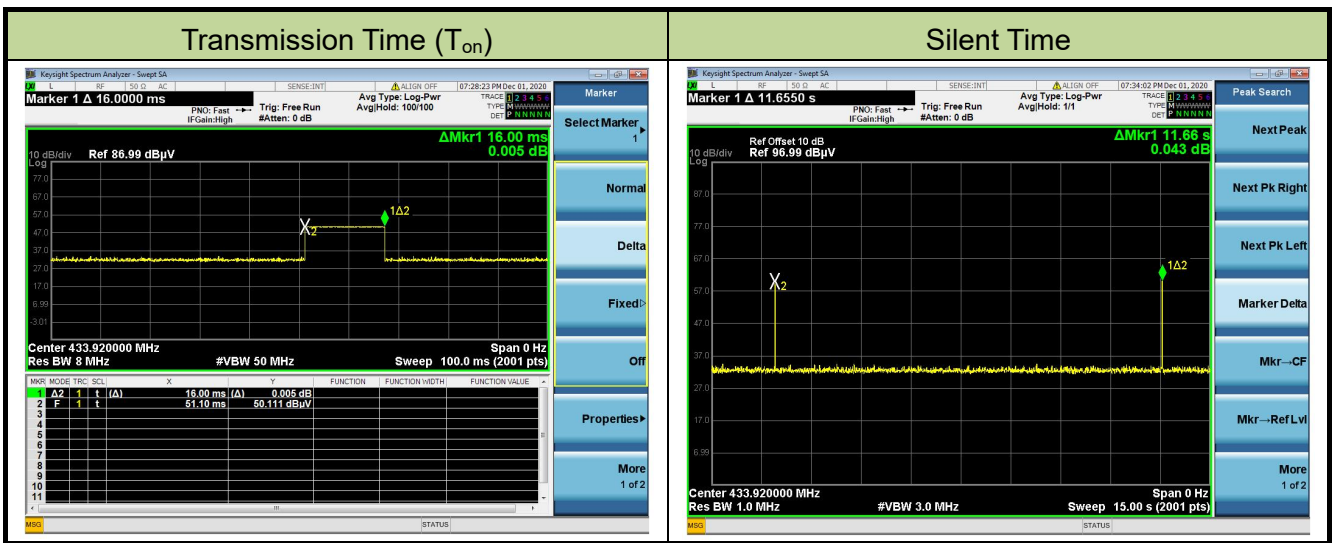 Transmission Time (Ton)
Silent Time
Keysight Spectrum Analyzer - Swept SA
L RF 50 Ω AC SENSE:INT ALIGN OFF 07:28:23 PM Dec 01, 2020
Marker 1 Δ 16.0000 ms
PNO: Fast
IFGain:High
Trig: Free Run
#Atten: 0 dB
Avg Type: Log-Pwr
Avg|Hold: 100/100
TRACE 1 2 3 4 5 6
TYPE M WWWWW
DET P N N N N N
ΔMkr1 16.00 ms
0.005 dB
10 dB/div Ref 86.99 dBµV
Log
77.0
67.0
57.0
47.0
37.0
27.0
17.0
6.99
-3.01
X2
1Δ2
Center 433.920000 MHz Span 0 Hz
Res BW 8 MHz #VBW 50 MHz Sweep 100.0 ms (2001 pts)
MKR MODE TRC SCL X Y FUNCTION FUNCTION WIDTH FUNCTION VALUE
1 Δ2 1 t (Δ) 16.00 ms (Δ) 0.005 dB
2 F 1 t 51.10 ms 50.111 dBµV
3
4
5
6
7
8
9
10
11
MSG STATUS
Marker
Select Marker
1
Normal
Delta
Fixed
Off
Properties
More
1 of 2
Keysight Spectrum Analyzer - Swept SA
L RF 50 Ω AC SENSE:INT ALIGN OFF 07:34:02 PM Dec 01, 2020
Marker 1 Δ 11.6550 s
PNO: Fast
IFGain:High
Trig: Free Run
#Atten: 0 dB
Avg Type: Log-Pwr
Avg|Hold: 1/1
TRACE 1 2 3 4 5 6
TYPE M WWWWW
DET P N N N N N
ΔMkr1 11.66 s
0.043 dB
Ref Offset 10 dB
10 dB/div Ref 96.99 dBµV
Log
87.0
77.0
67.0
57.0
47.0
37.0
27.0
17.0
6.99
X2
1Δ2
Center 433.920000 MHz Span 0 Hz
Res BW 1.0 MHz #VBW 3.0 MHz Sweep 15.00 s (2001 pts)
MSG STATUS
Peak Search
Next Peak
Next Pk Right
Next Pk Left
Marker Delta
Mkr→CF
Mkr→Ref Lvl
More
1 of 2